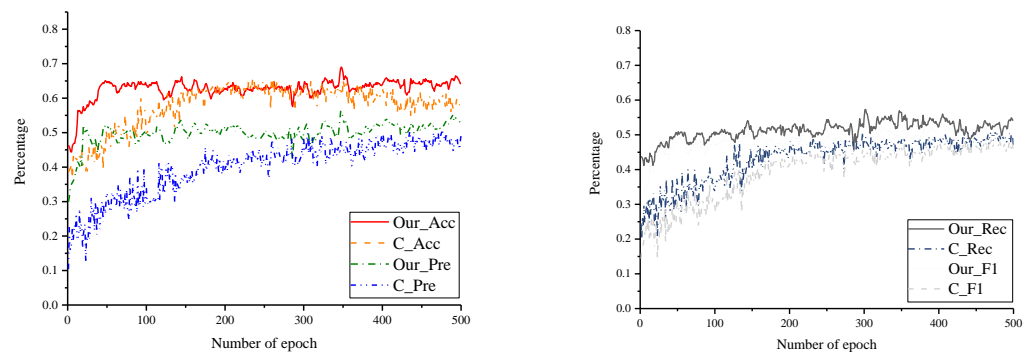 0.8
0.7
0.6
0.5
0.4
0.3
0.2
0.1
0.0
Percentage
0 100 200 300 400 500
Number of epoch
Our_Acc
C_Acc
Our_Pre
C_Pre
0.8
0.7
0.6
0.5
0.4
0.3
0.2
0.1
0.0
Percentage
0 100 200 300 400 500
Number of epoch
Our_Rec
C_Rec
Our_F1
C_F1